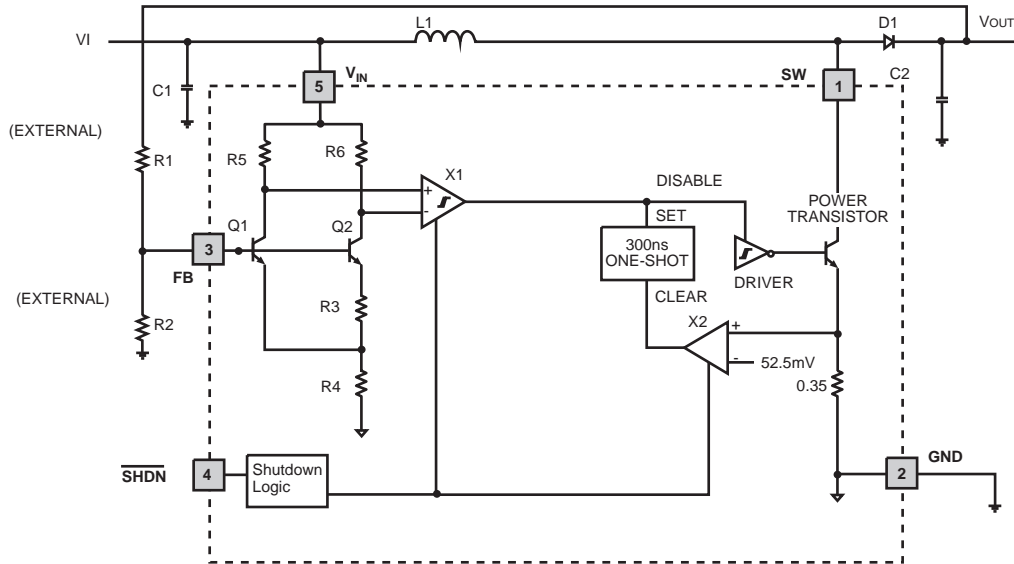 L1
D1
VOUT
VI
VIN
SW
5
1
C1
C2
(EXTERNAL)
R1
R5
R6
X1
DISABLE
POWER
TRANSISTOR
+
-
SET
Q1
Q2
3
FB
300ns
ONE-SHOT
DRIVER
(EXTERNAL)
CLEAR
R3
R2
X2
+
-
52.5mV
R4
0.35
SHDN
4
Shutdown
Logic
GND
2